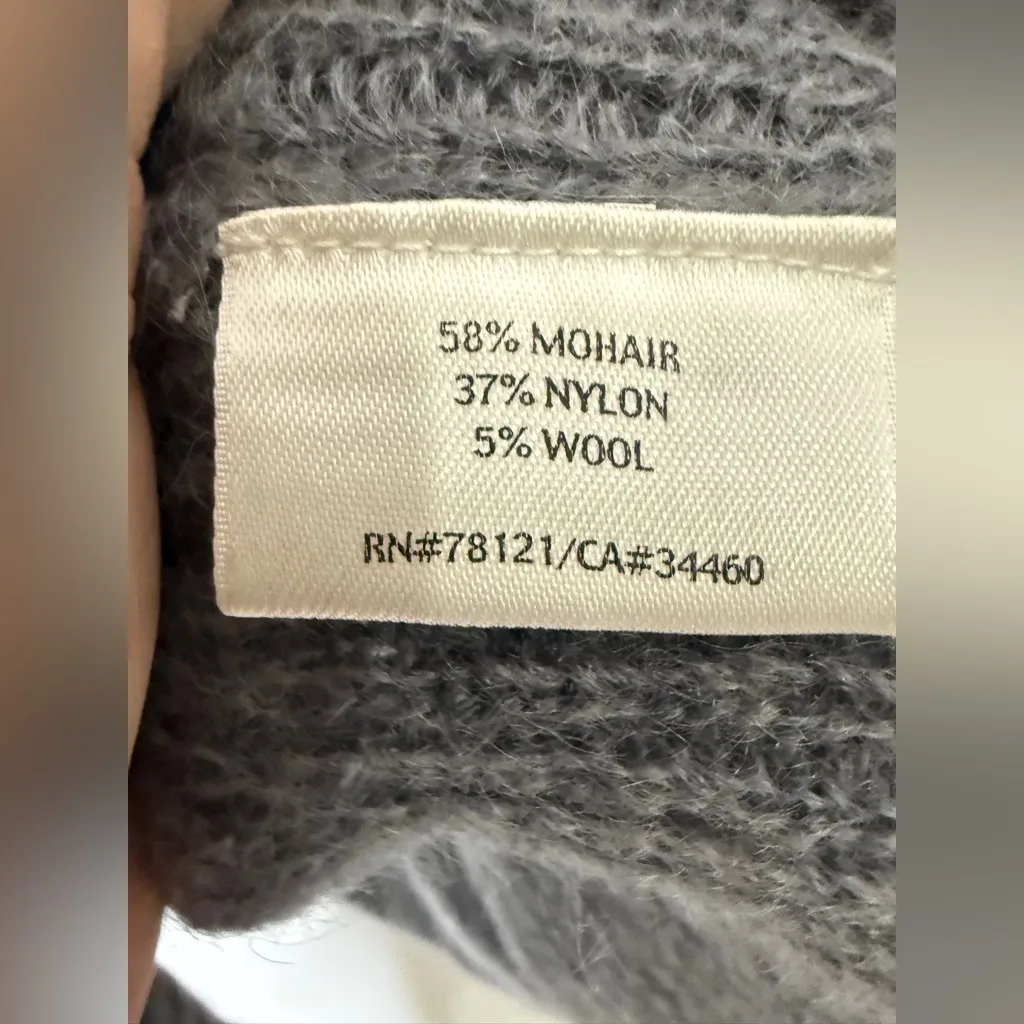 58% MOHAIR
37% NYLON
5% WOOL
RN#78121/CA#34460